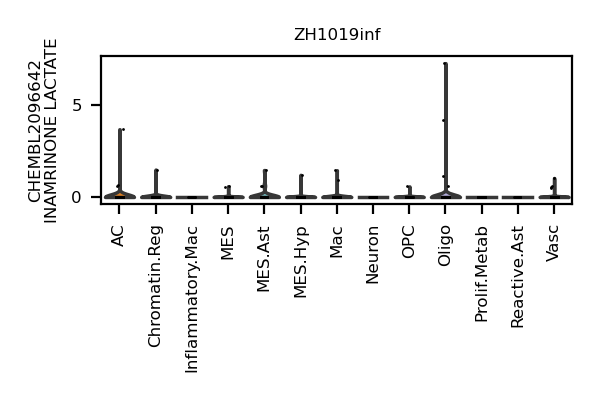 ZH1019inf
CHEMBL2096642
INAMRINONE LACTATE
5
0
AC
Chromatin.Reg
Inflammatory.Mac
MES
MES.Ast
MES.Hyp
Mac
Neuron
OPC
Oligo
Prolif.Metab
Reactive.Ast
Vasc